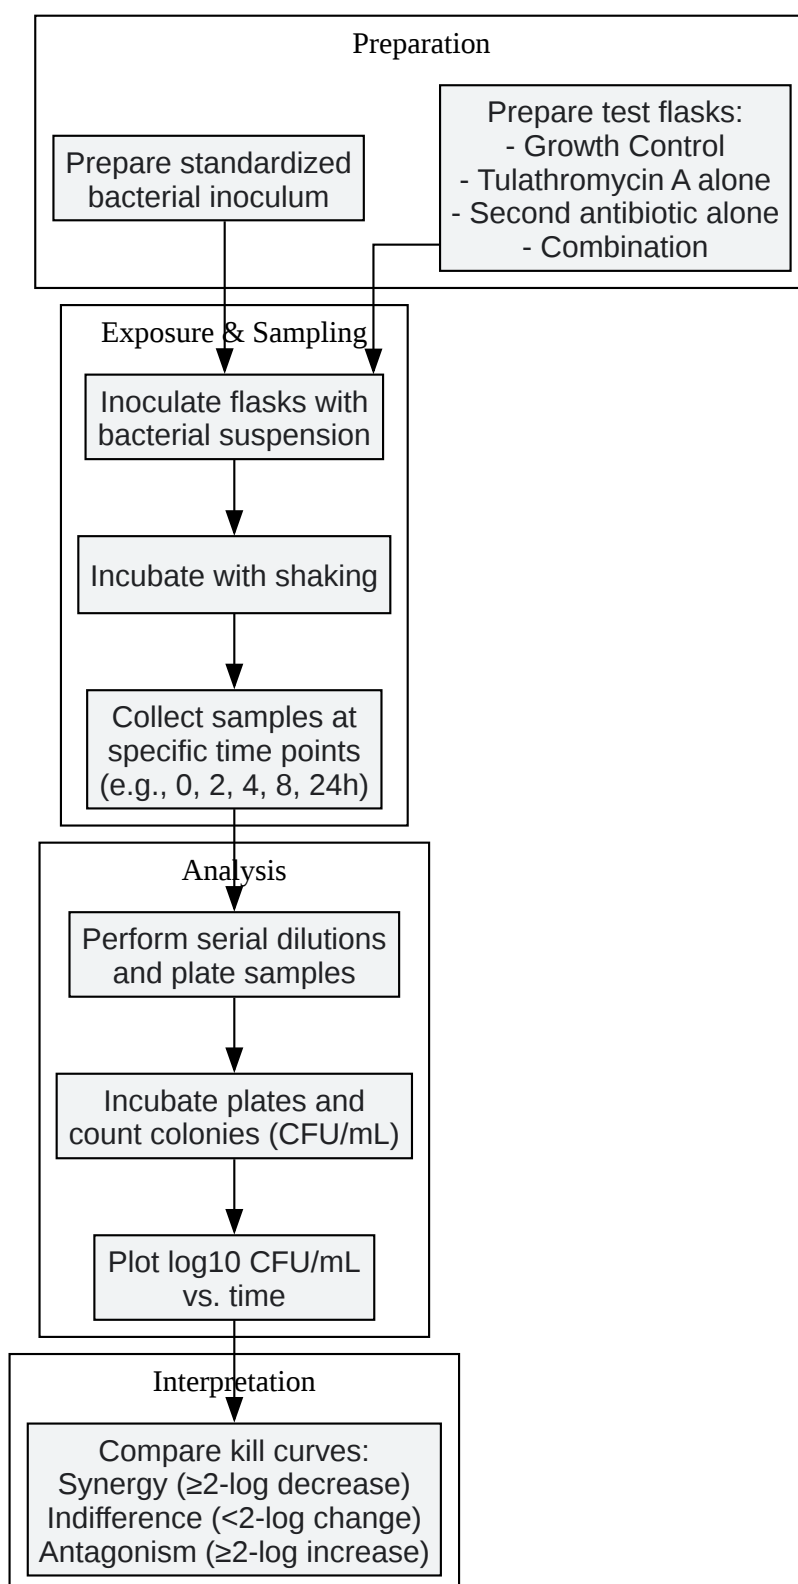 Preparation
Prepare standardized
bacterial inoculum
Prepare test flasks:
- Growth Control
- Tulathromycin A alone
- Second antibiotic alone
- Combination
Exposure & Sampling
Inoculate flasks with
bacterial suspension
Incubate with shaking
Collect samples at
specific time points
(e.g., 0, 2, 4, 8, 24h)
Analysis
Perform serial dilutions
and plate samples
Incubate plates and
count colonies (CFU/mL)
Plot log10 CFU/mL
vs. time
Interpretation
Compare kill curves:
Synergy (≥2-log decrease)
Indifference (<2-log change)
Antagonism (≥2-log increase)